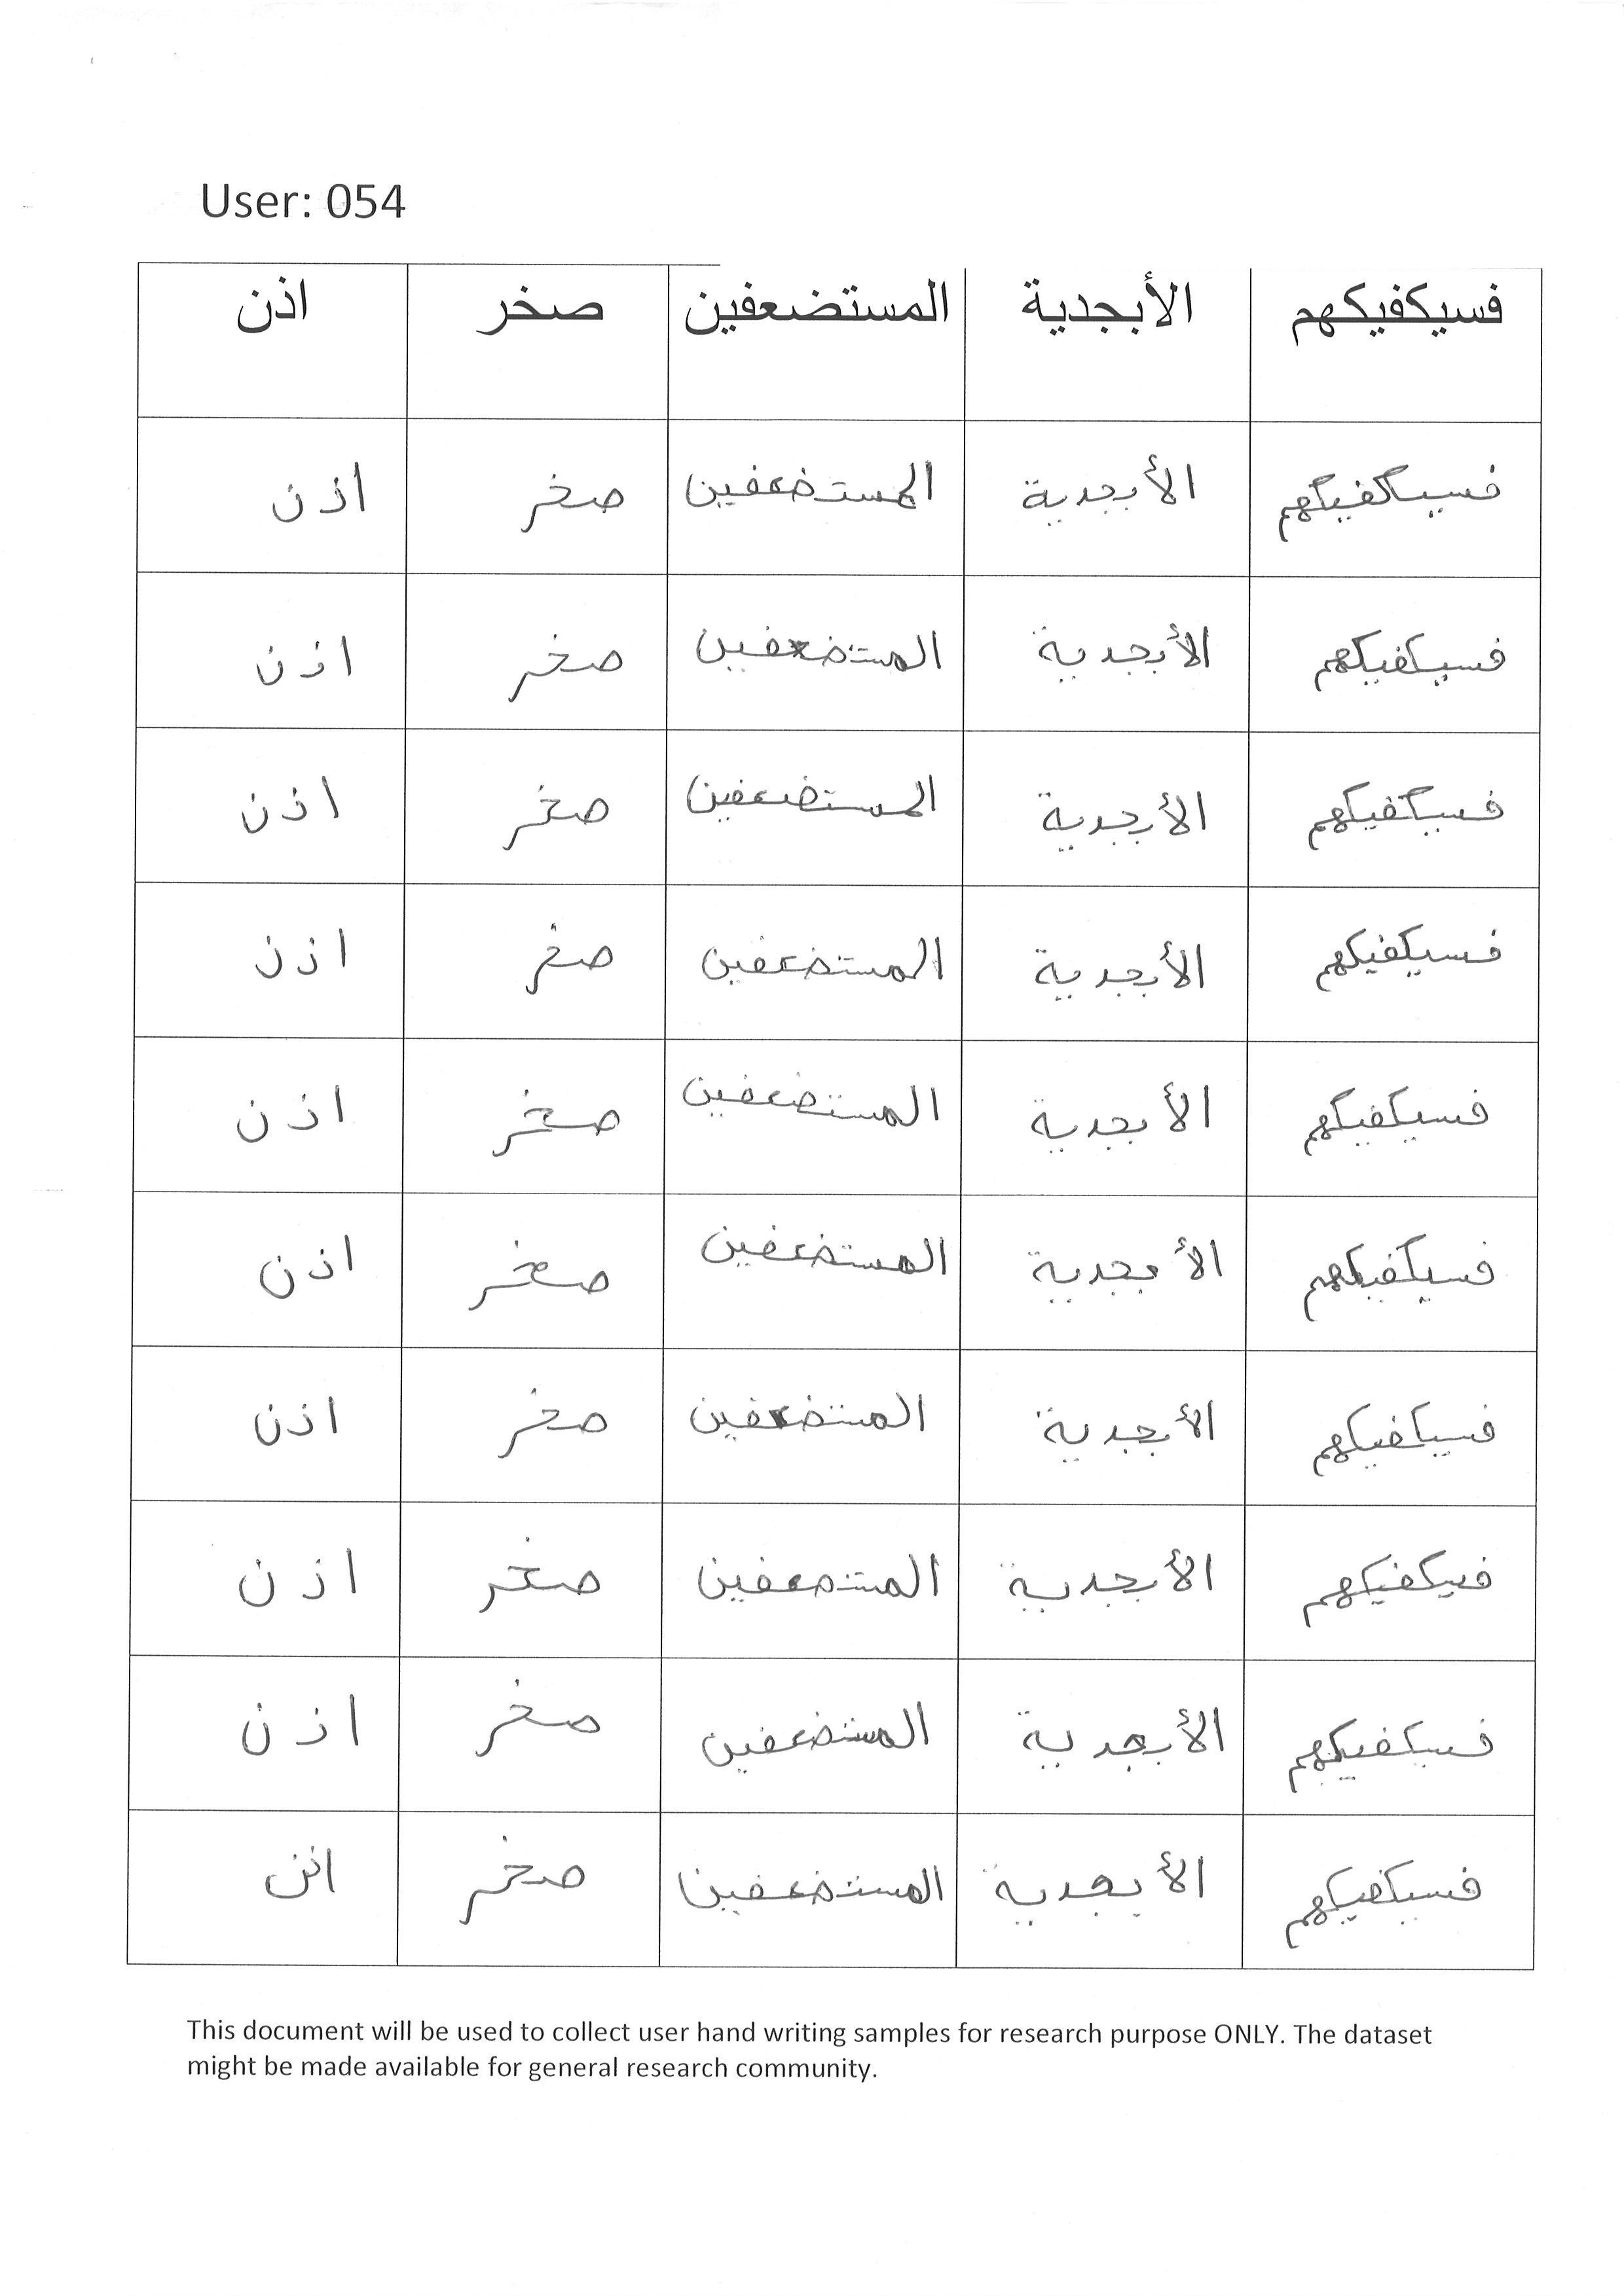 User: 054
فسيكفيكهم الأبجدية المستضعفين صخر اذن
فسيكفيكهم الأبجدية المستضعفين صخر اذن
فسيكفيكهم الأبجدية المستضعفين صخر اذن
فسيكفيكهم الأبجدية المستضعفين صخر اذن
فسيكفيكهم الأبجدية المستضعفين صخر اذن
فسيكفيكهم الأبجدية المستضعفين صخر اذن
فسيكفيكهم الأبجدية المستضعفين صخر اذن
فسيكفيكهم الأبجدية المستضعفين صخر اذن
فسيكفيكهم الأبجدية المستضعفين صخر اذن
فسيكفيكهم الأبجدية المستضعفين صخر اذن
فسيكفيكهم الأبجدية المستضعفين صخر اذن
This document will be used to collect user hand writing samples for research purpose ONLY. The dataset
might be made available for general research community.